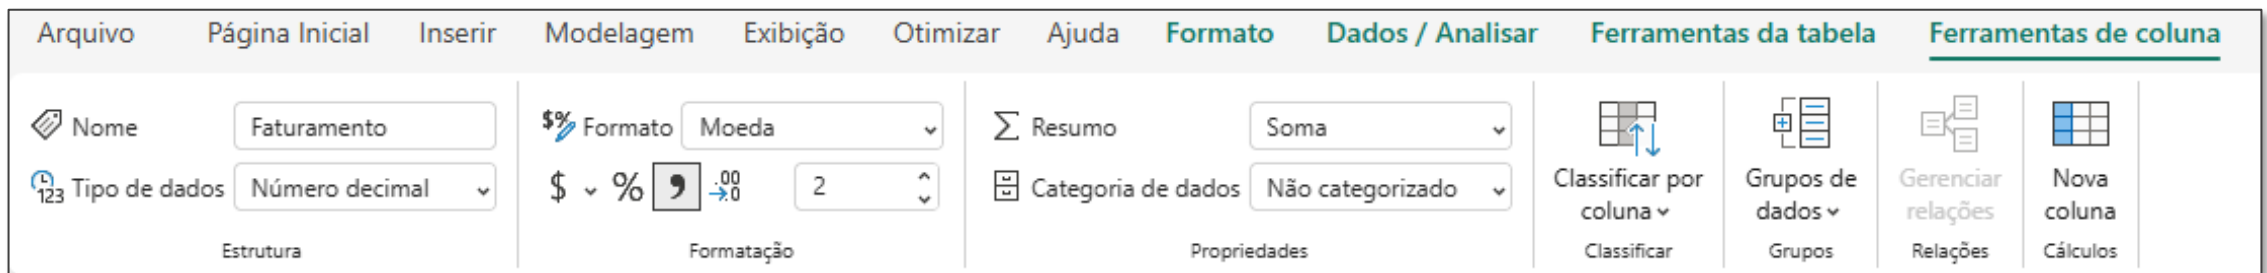 Arquivo Página Inicial Inserir Modelagem Exibição Otimizar Ajuda Formato Dados / Analisar Ferramentas da tabela Ferramentas de coluna
Nome Faturamento
Tipo de dados Número decimal
Estrutura
$% Formato Moeda
$ % , .00 .0 2
Formatação
Resumo Soma
Categoria de dados Não categorizado
Propriedades
Classificar por
coluna
Classificar
Grupos de
dados
Grupos
Gerenciar
relações
Relações
Nova
coluna
Cálculos